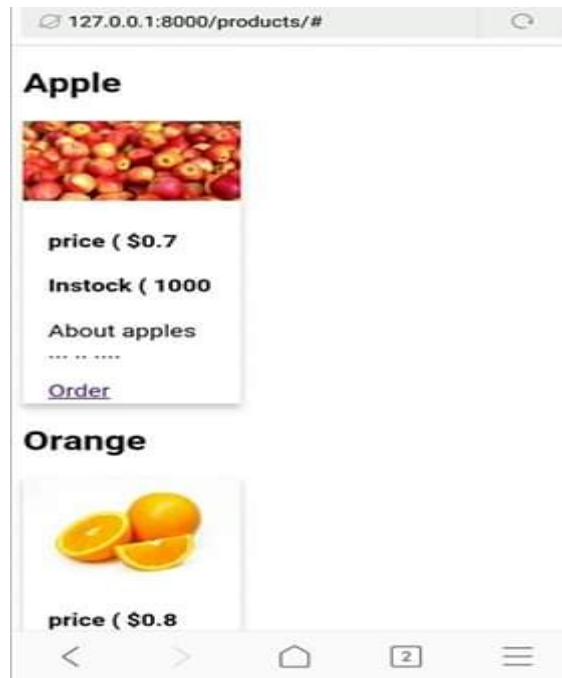 127.0.0.1:8000/products/#
Apple
price ( $0.7
Instock ( 1000
About apples
--- -- ----
Order
Orange
price ( $0.8
2